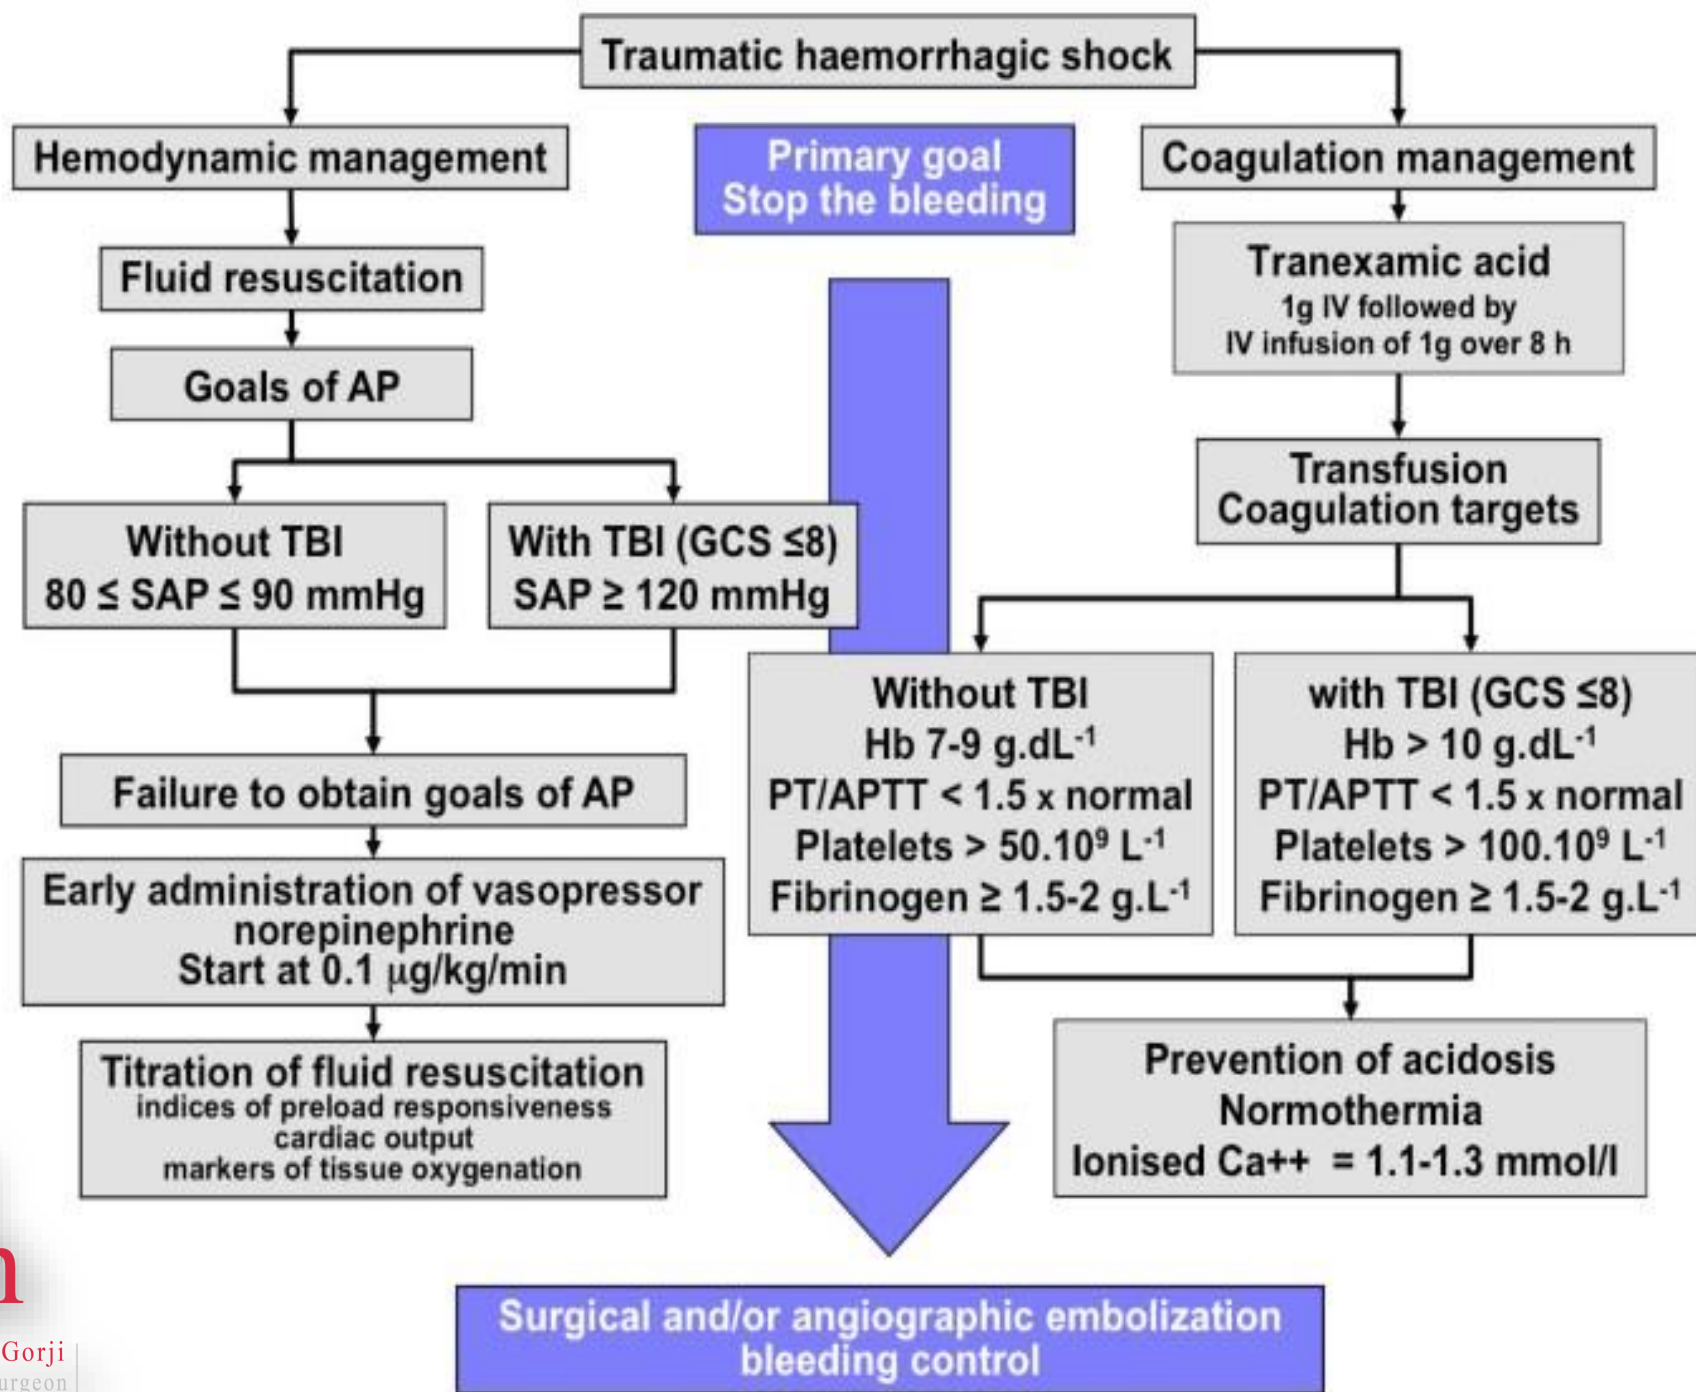 Traumatic haemorrhagic shock
Hemodynamic management
Primary goal
Stop the bleeding
Coagulation management
Fluid resuscitation
Tranexamic acid
1g IV followed by
IV infusion of 1g over 8 h
Goals of AP
Transfusion
Coagulation targets
Without TBI
80 ≤ SAP ≤ 90 mmHg
With TBI (GCS ≤8)
SAP ≥ 120 mmHg
Without TBI
Hb 7-9 g.dL⁻¹
PT/APTT < 1.5 x normal
Platelets > 50.10⁹ L⁻¹
Fibrinogen ≥ 1.5-2 g.L⁻¹
with TBI (GCS ≤8)
Hb > 10 g.dL⁻¹
PT/APTT < 1.5 x normal
Platelets > 100.10⁹ L⁻¹
Fibrinogen ≥ 1.5-2 g.L⁻¹
Failure to obtain goals of AP
Early administration of vasopressor
norepinephrine
Start at 0.1 μg/kg/min
Titration of fluid resuscitation
indices of preload responsiveness
cardiac output
markers of tissue oxygenation
Prevention of acidosis
Normothermia
Ionised Ca++ = 1.1-1.3 mmol/l
Surgical and/or angiographic embolization
bleeding control
Gorji